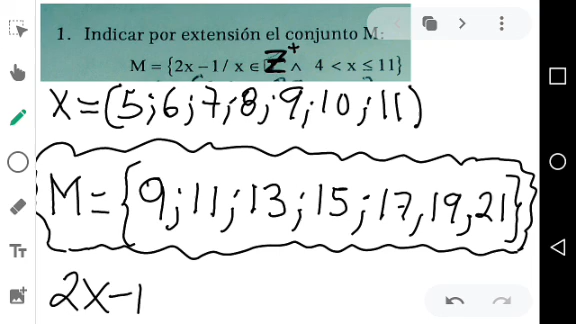 1. Indicar por extensión el conjunto M:
M = {2x − 1/ x ∈ Z⁺ ∧ 4 < x ≤ 11}
X=(5;6;7;8;9;10;11)
M={9;11;13;15;17,19,21}
2X-1
Tт